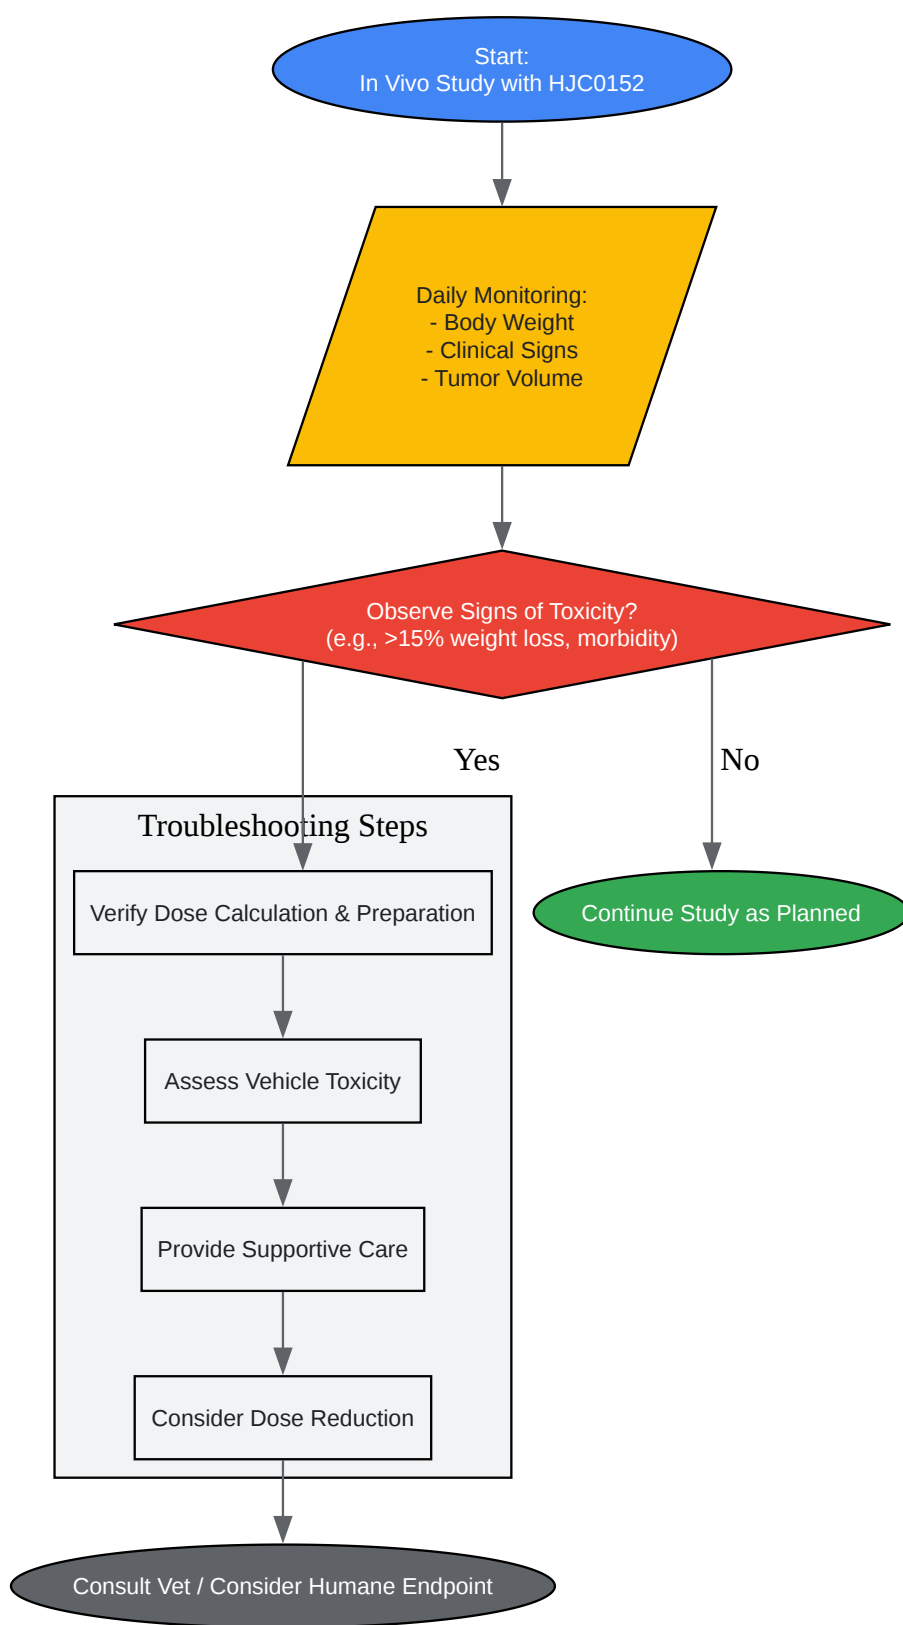 Start:
In Vivo Study with HJC0152
Daily Monitoring:
- Body Weight
- Clinical Signs
- Tumor Volume
Observe Signs of Toxicity?
(e.g., >15% weight loss, morbidity)
Yes
No
Troubleshooting Steps
Verify Dose Calculation & Preparation
Continue Study as Planned
Assess Vehicle Toxicity
Provide Supportive Care
Consider Dose Reduction
Consult Vet / Consider Humane Endpoint